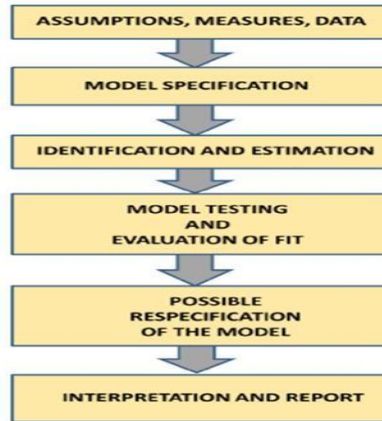 ASSUMPTIONS, MEASURES, DATA
MODEL SPECIFICATION
IDENTIFICATION AND ESTIMATION
MODEL TESTING
AND
EVALUATION OF FIT
POSSIBLE
RESPECIFICATION
OF THE MODEL
INTERPRETATION AND REPORT